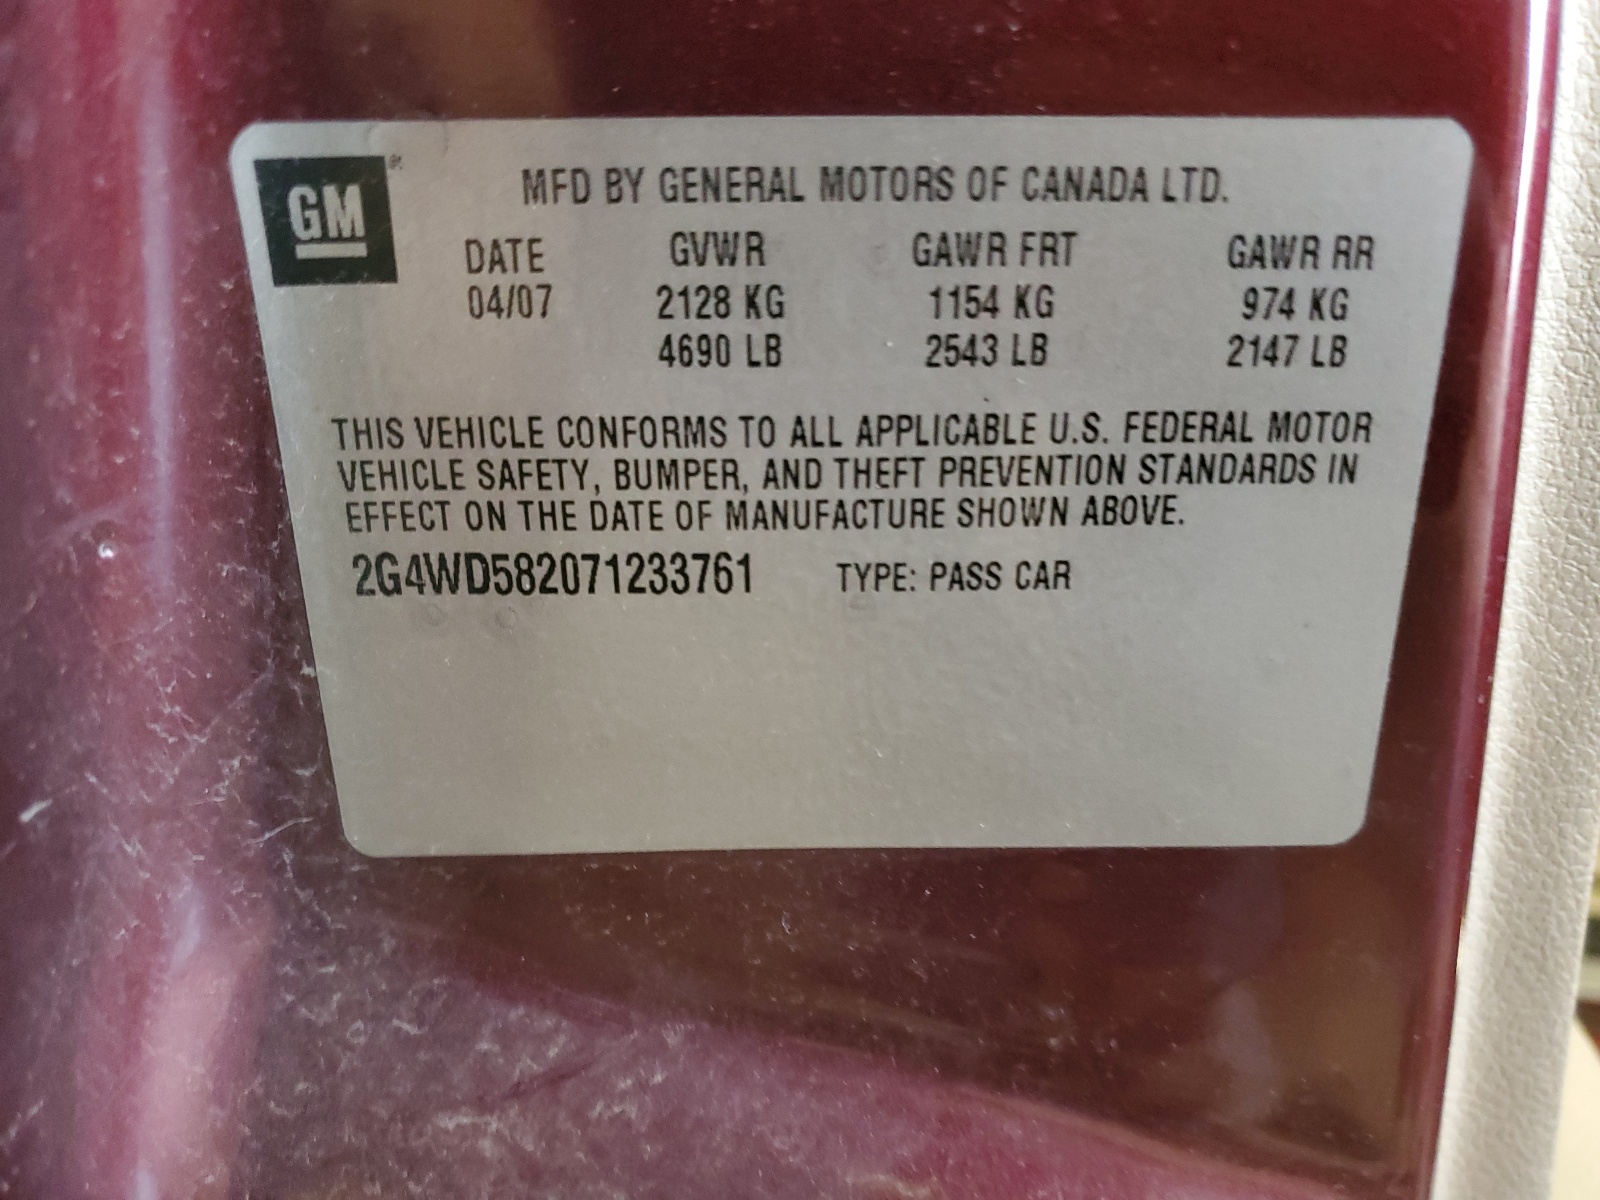 GM ®
MFD BY GENERAL MOTORS OF CANADA LTD.
DATE GVWR GAWR FRT GAWR RR
04/07 2128 KG 1154 KG 974 KG
4690 LB 2543 LB 2147 LB
THIS VEHICLE CONFORMS TO ALL APPLICABLE U.S. FEDERAL MOTOR
VEHICLE SAFETY, BUMPER, AND THEFT PREVENTION STANDARDS IN
EFFECT ON THE DATE OF MANUFACTURE SHOWN ABOVE.
2G4WD582071233761 TYPE: PASS CAR